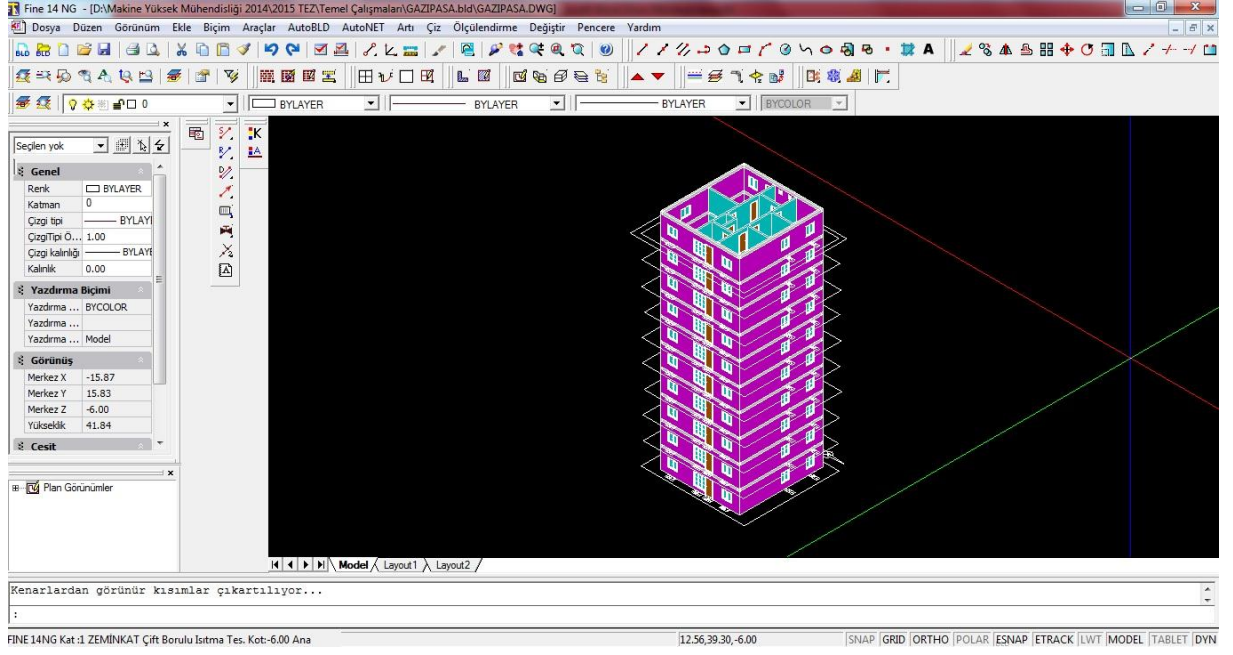 Fine 14 NG - [D:\Makine Yüksek Mühendisliği 2014\2015 TEZ\Temel Çalışmaları\GAZIPASA.bld\GAZIPASA.DWG]
Dosya Düzen Görünüm Ekle Biçim Araçlar AutoBLD AutoNET Artı Çiz Ölçülendirme Değiştir Pencere Yardım
0 BYLAYER BYLAYER BYLAYER BYCOLOR
Seçilen yok
Genel
Renk BYLAYER
Katman 0
Çizgi tipi BYLAYI
ÇizgiTipi Ö... 1.00
Çizgi kalınlığı BYLAYE
Kalınlık 0.00
Yazdırma Biçimi
Yazdırma ... BYCOLOR
Yazdırma ...
Yazdırma ... Model
Görünüş
Merkez X -15.87
Merkez Y 15.83
Merkez Z -6.00
Yükseklik 41.84
Cesit
Plan Görünümler
Model Layout1 Layout2
Kenarlardan görünür kısımlar çıkartılıyor...
:
FINE 14NG Kat :1 ZEMİNKAT Çift Borulu Isıtma Tes. Kot:-6.00 Ana 12.56,39.30,-6.00 SNAP GRID ORTHO POLAR ESNAP ETRACK LWT MODEL TABLET DYN